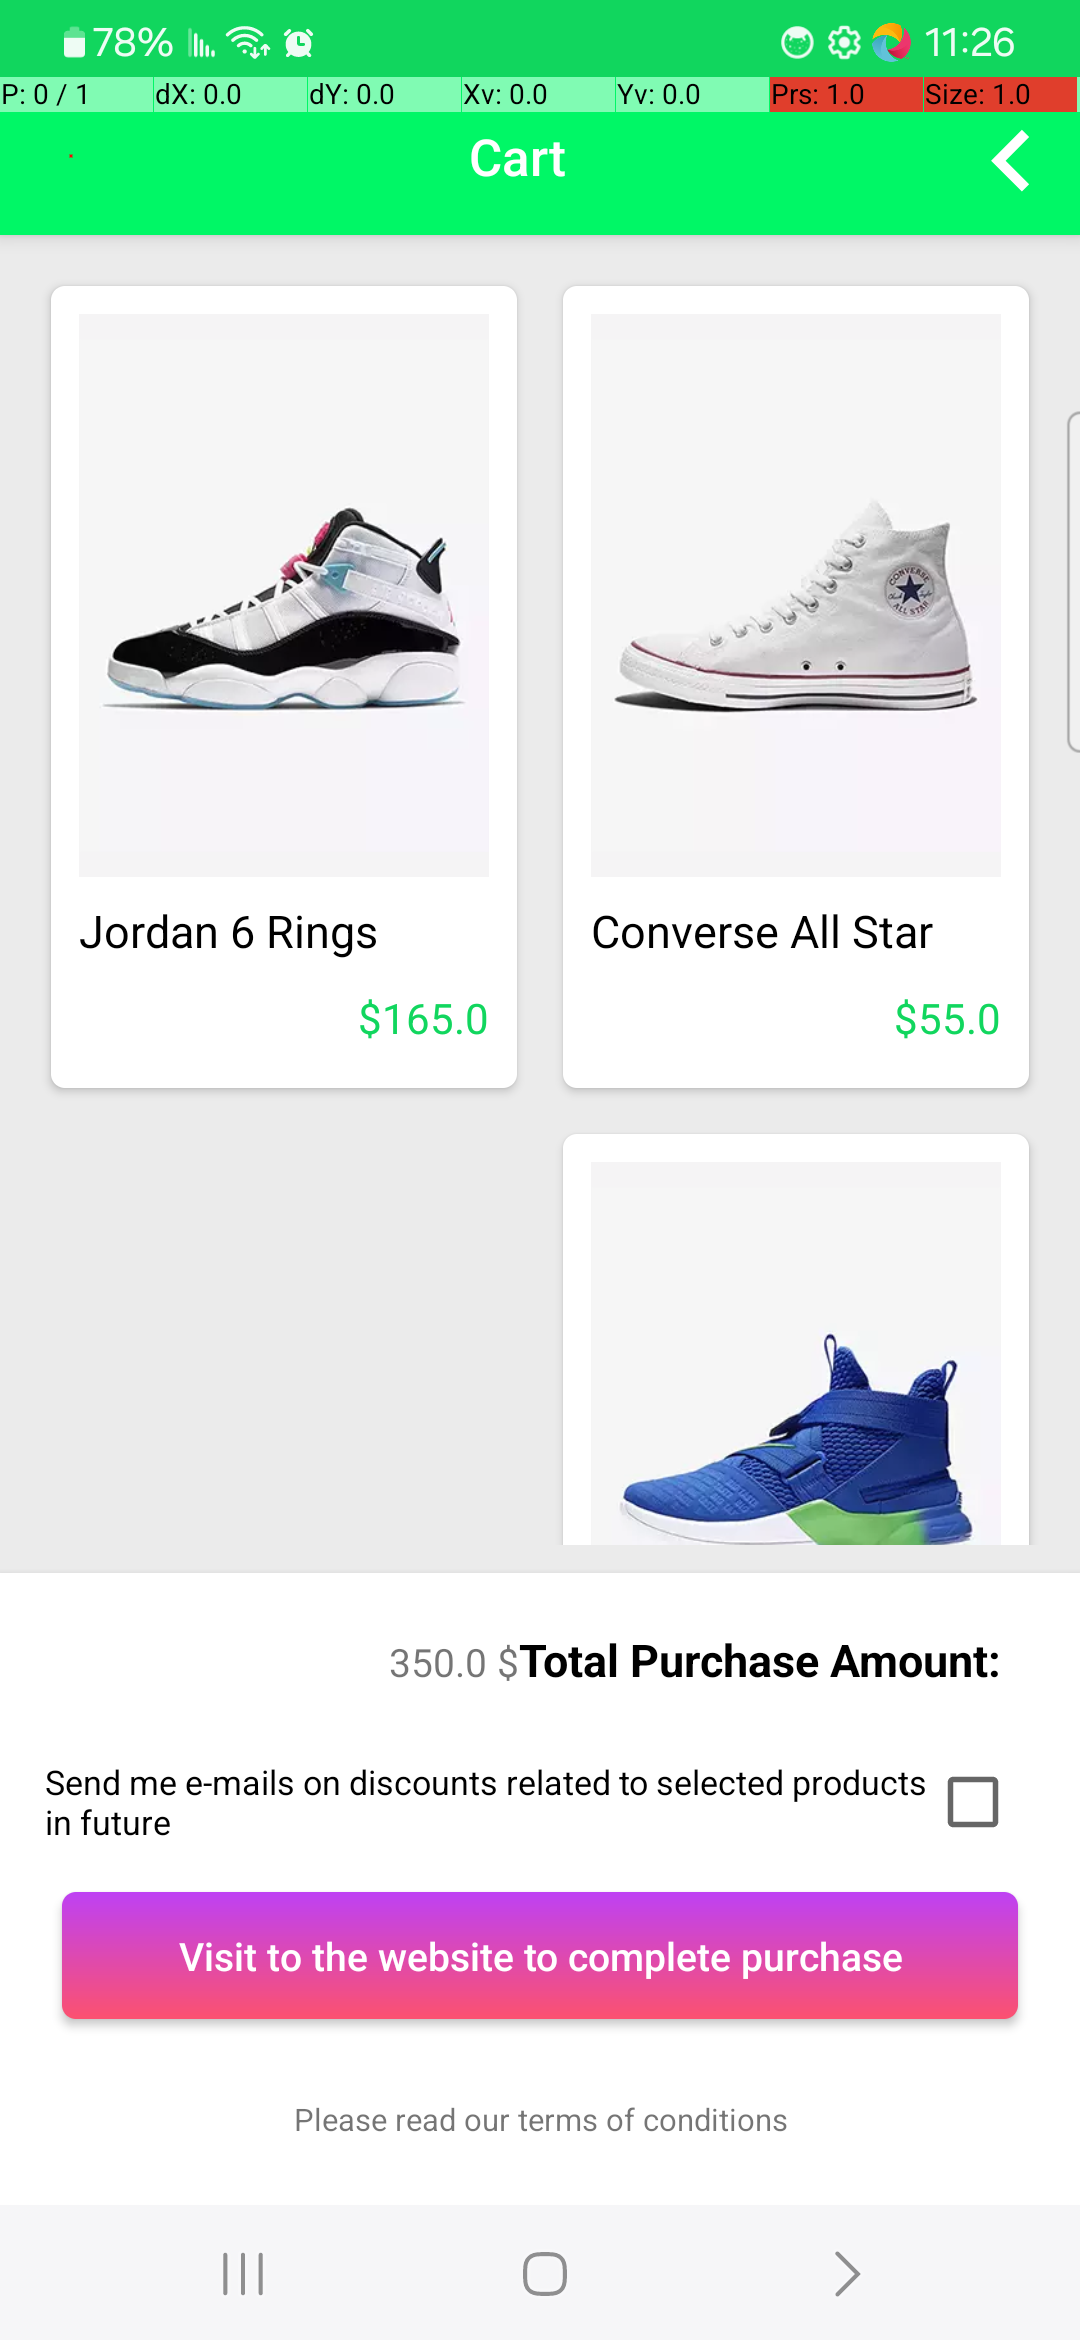 78% 11:26
P: 0 / 1 dX: 0.0 dY: 0.0 Xv: 0.0 Yv: 0.0 Prs: 1.0 Size: 1.0
Cart
CONVERSE
ALL STAR
Jordan 6 Rings
$165.0
Converse All Star
$55.0
350.0 $Total Purchase Amount:
Send me e-mails on discounts related to selected products
in future
Visit to the website to complete purchase
Please read our terms of conditions